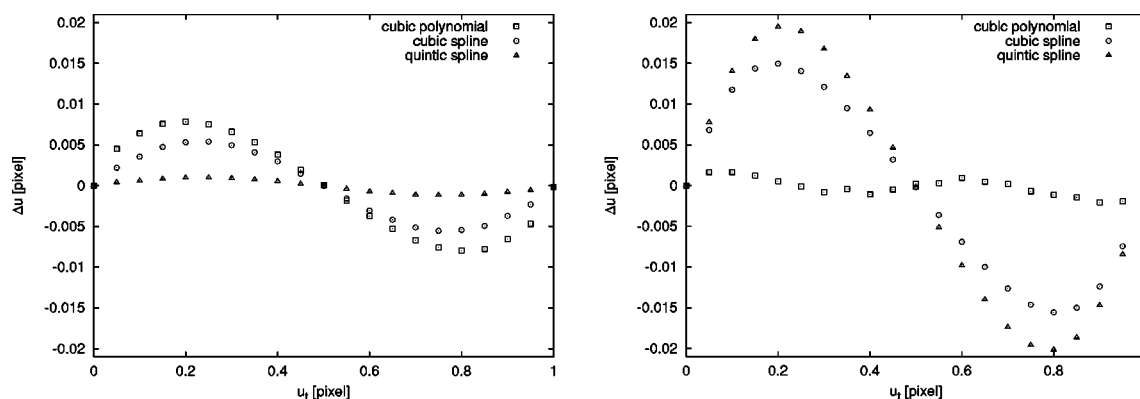 0.02
0.015
0.01
0.005
0
-0.005
-0.01
-0.015
-0.02
Δu [pixel]
cubic polynomial
cubic spline
quintic spline
0
0.2
0.4
0.6
0.8
1
u_t [pixel]
0.02
0.015
0.01
0.005
0
-0.005
-0.01
-0.015
-0.02
Δu [pixel]
cubic polynomial
cubic spline
quintic spline
0
0.2
0.4
0.6
0.8
u_t [pixel]